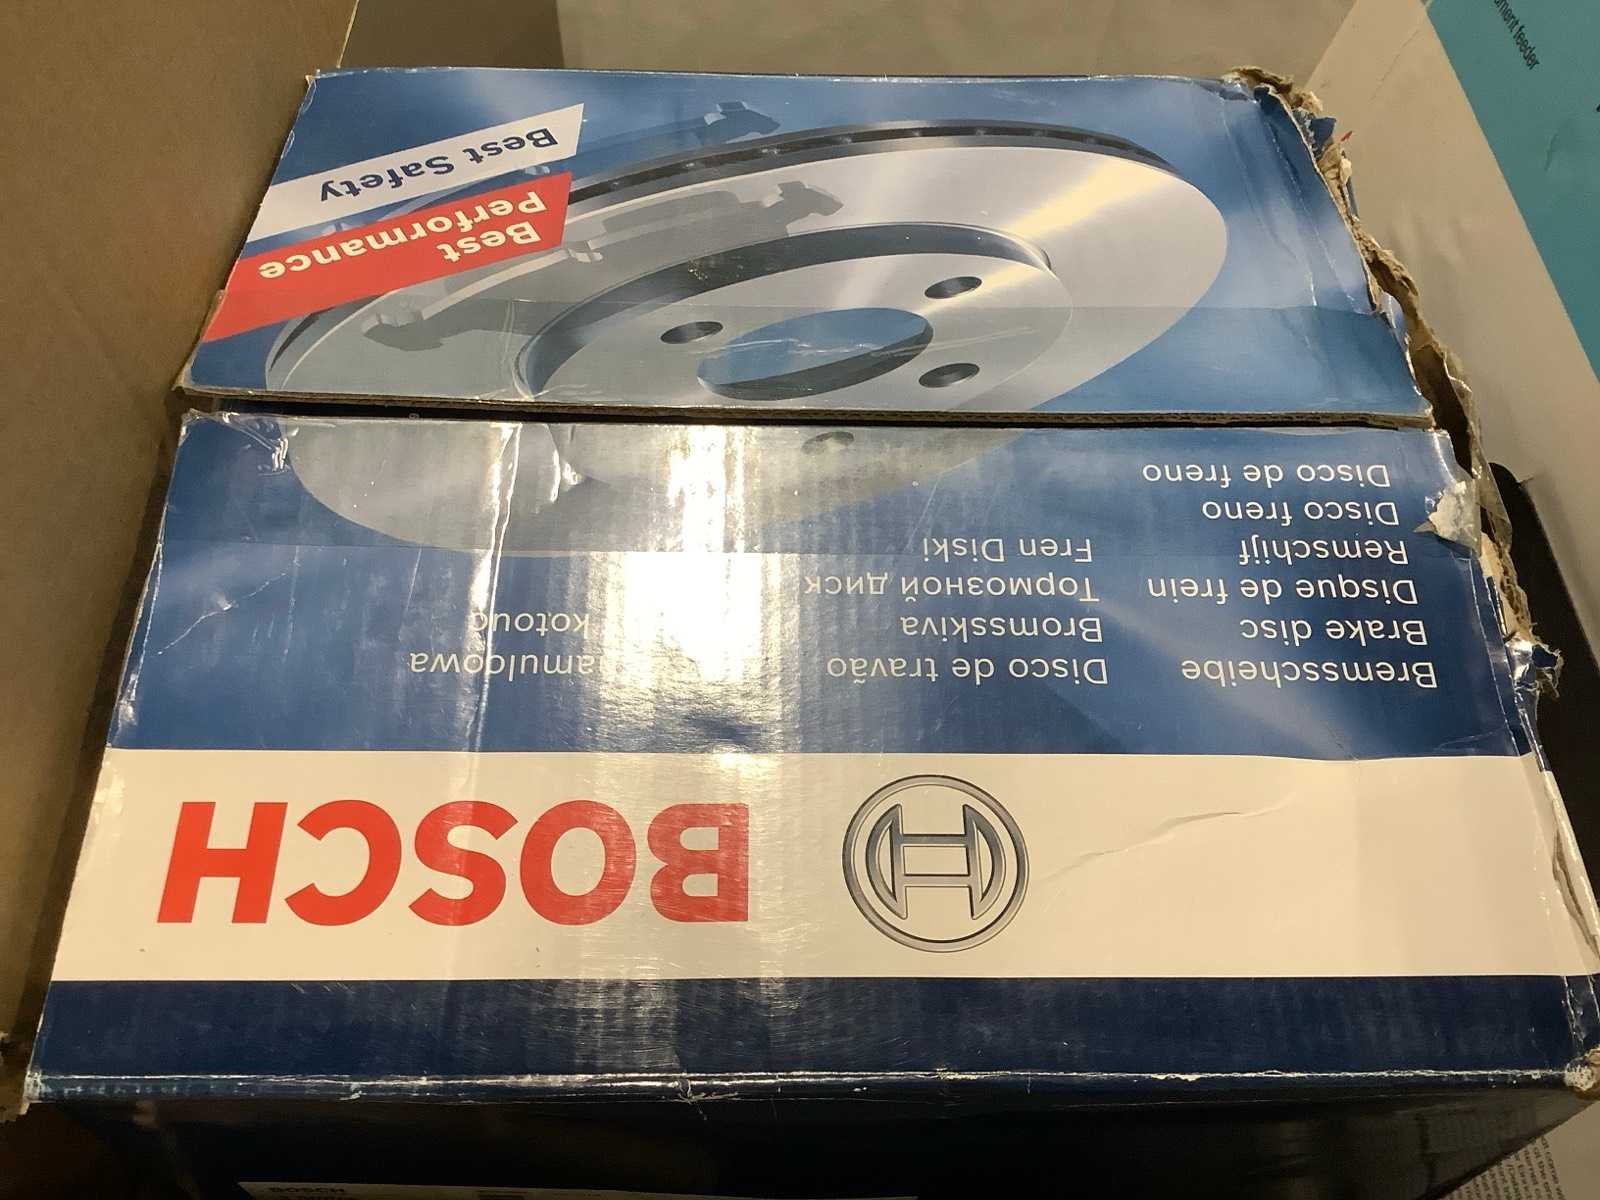 BOSCH
Bremsscheibe
Brake disc
Disque de frein
Remschijf
Disco freno
Disco de freno
Disco de travão
Bromsskiva
Тормозной диск
Fren Diski
Best
Performance
Best Safety
BOSCH